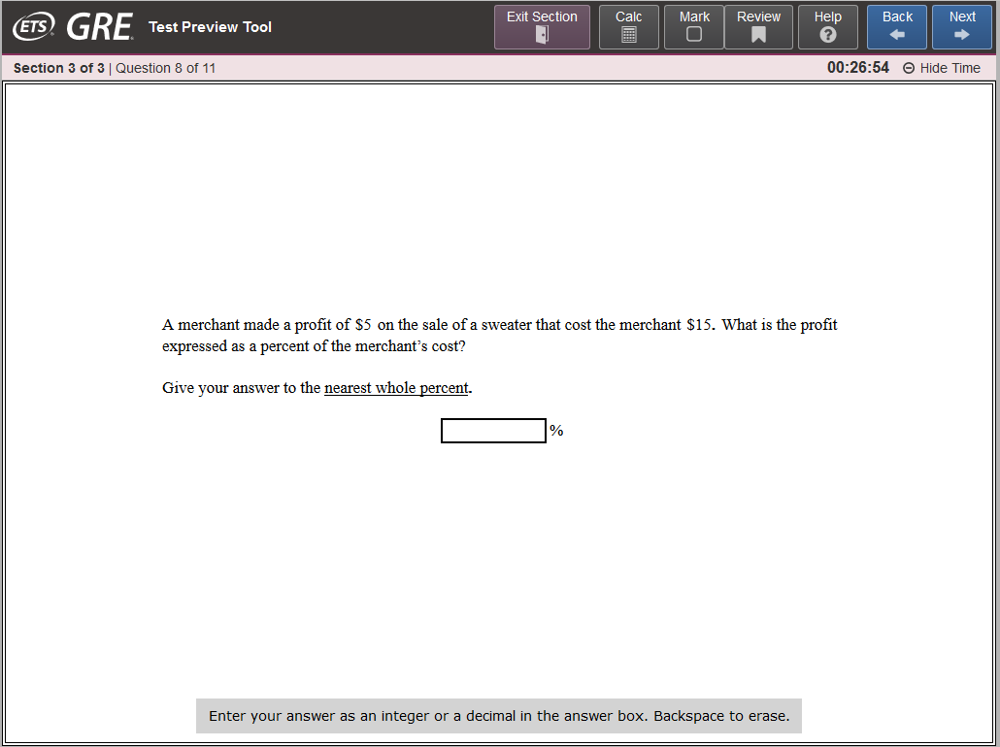 ETS GRE Test Preview Tool Exit Section Calc Mark Review Help Back Next
Section 3 of 3 | Question 8 of 11 00:26:54 Hide Time
A merchant made a profit of $5 on the sale of a sweater that cost the merchant $15. What is the profit
expressed as a percent of the merchant’s cost?
Give your answer to the nearest whole percent.
%
Enter your answer as an integer or a decimal in the answer box. Backspace to erase.